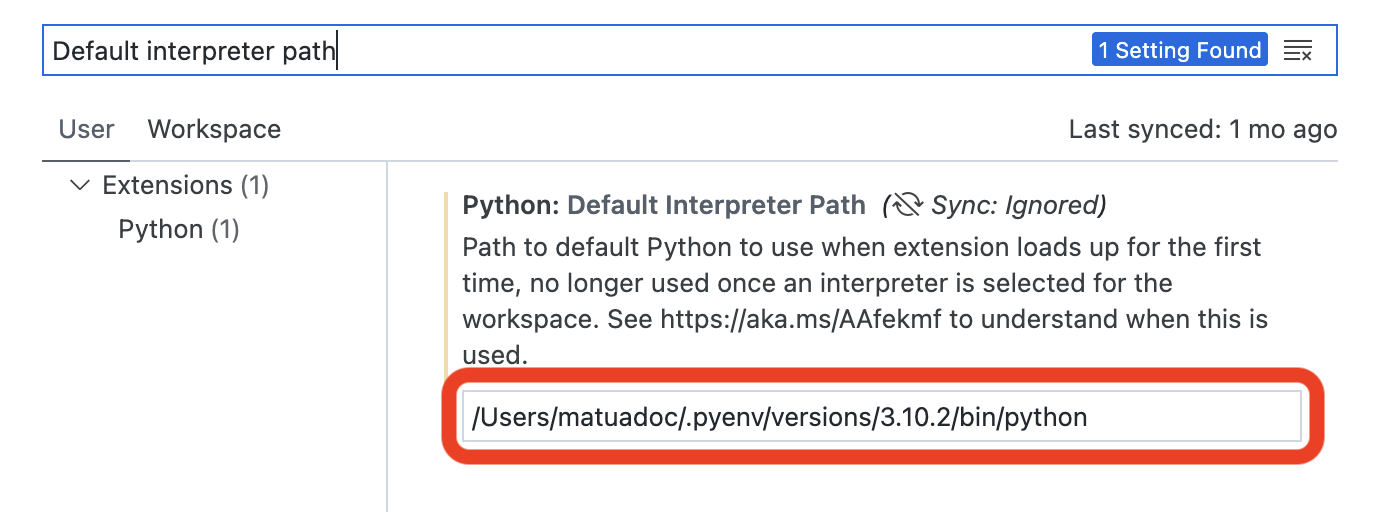 Default interpreter path
1 Setting Found
User Workspace
Last synced: 1 mo ago
Extensions (1)
Python (1)
Python: Default Interpreter Path (Sync: Ignored)
Path to default Python to use when extension loads up for the first
time, no longer used once an interpreter is selected for the
workspace. See https://aka.ms/AAfekmf to understand when this is
used.
/Users/matuadoc/.pyenv/versions/3.10.2/bin/python